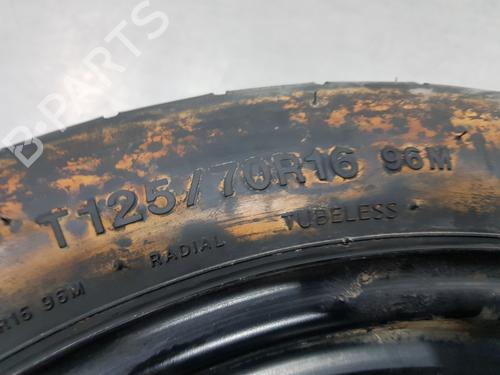 B-PARTS
T125/70R16 96M
RADIAL TUBELESS
R16 96M